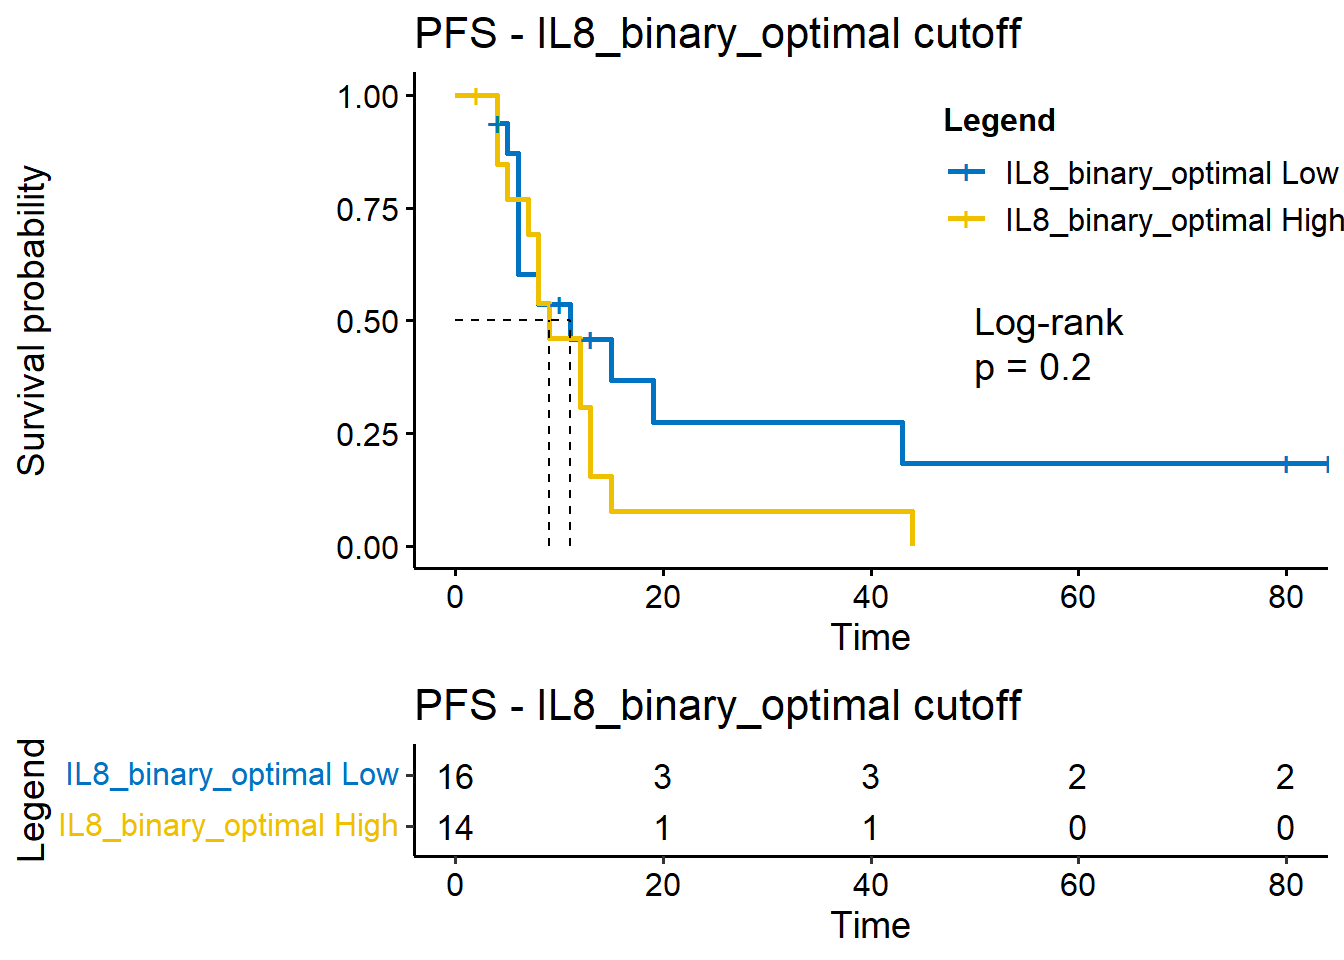 PFS - IL8_binary_optimal cutoff
Survival probability
1.00
0.75
0.50
0.25
0.00
Legend
IL8_binary_optimal Low
IL8_binary_optimal High
Log-rank
p = 0.2
0 20 40 60 80
Time
PFS - IL8_binary_optimal cutoff
Legend
IL8_binary_optimal Low 16 3 3 2 2
IL8_binary_optimal High 14 1 1 0 0
0 20 40 60 80
Time